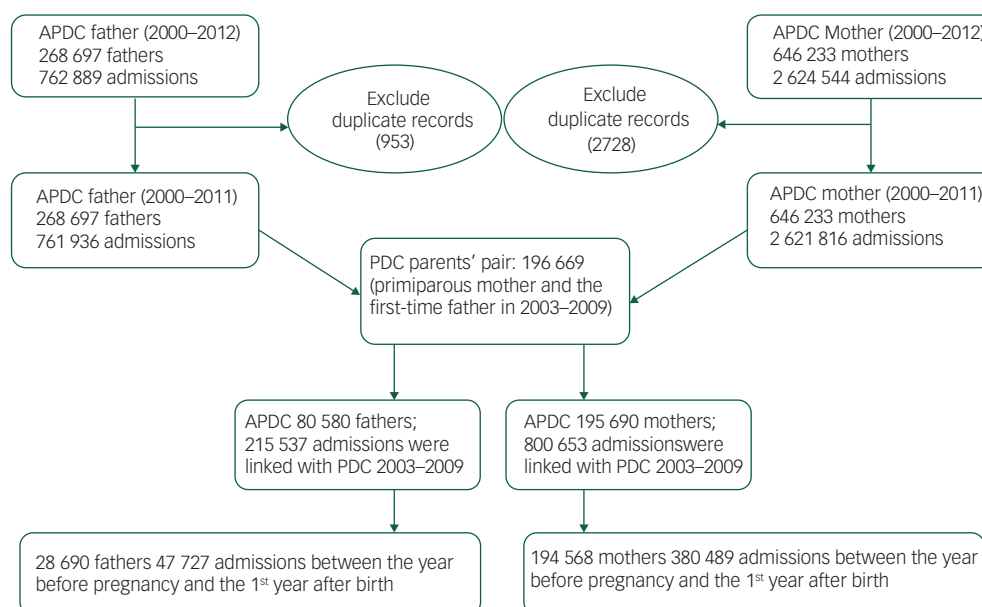 APDC father (2000–2012)
268 697 fathers
762 889 admissions
APDC Mother (2000–2012)
646 233 mothers
2 624 544 admissions
Exclude
duplicate records
(953)
Exclude
duplicate records
(2728)
APDC father (2000–2011)
268 697 fathers
761 936 admissions
APDC mother (2000–2011)
646 233 mothers
2 621 816 admissions
PDC parents’ pair: 196 669
(primiparous mother and the
first-time father in 2003–2009)
APDC 80 580 fathers;
215 537 admissions were
linked with PDC 2003–2009
APDC 195 690 mothers;
800 653 admissionswere
linked with PDC 2003–2009
28 690 fathers 47 727 admissions between the year
before pregnancy and the 1st year after birth
194 568 mothers 380 489 admissions between the year
before pregnancy and the 1st year after birth